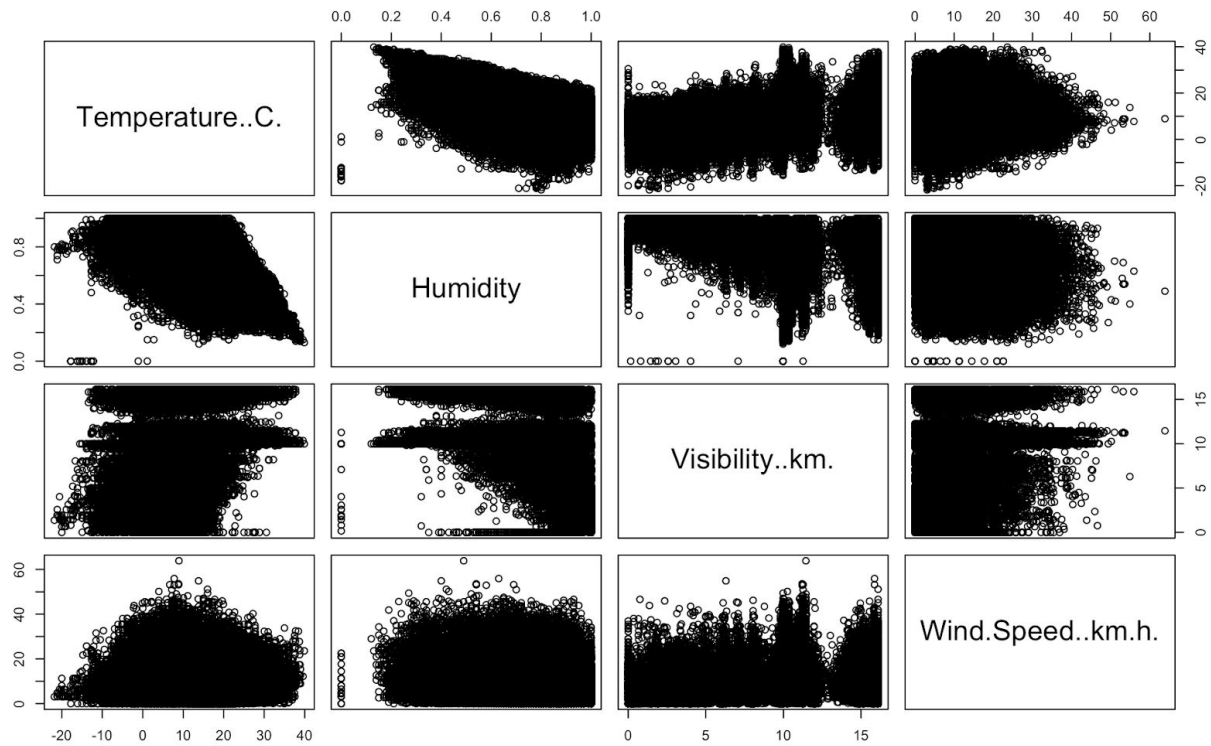 0.0 0.2 0.4 0.6 0.8 1.0
0 10 20 30 40 50 60
Temperature..C.
-20 0 20 40
0.0 0.4 0.8
Humidity
Visibility..km.
0 5 10 15
0 20 40 60
Wind.Speed..km.h.
-20 -10 0 10 20 30 40
0 5 10 15